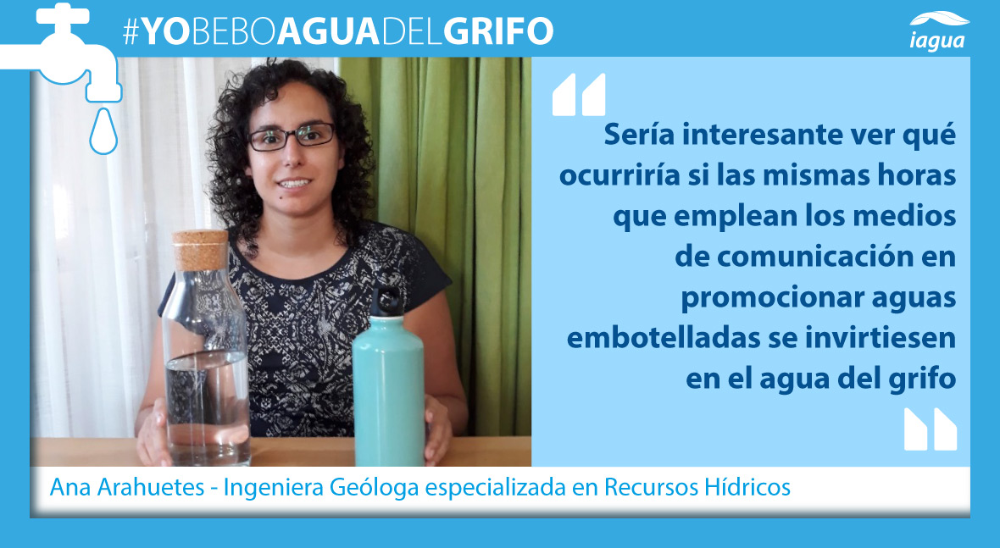 #YOBEBOAGUADELGRIFO
iagua
Sería interesante ver qué
ocurriría si las mismas horas
que emplean los medios
de comunicación en
promocionar aguas
embotelladas se invirtiesen
en el agua del grifo
Ana Arahuetes - Ingeniera Geóloga especializada en Recursos Hídricos